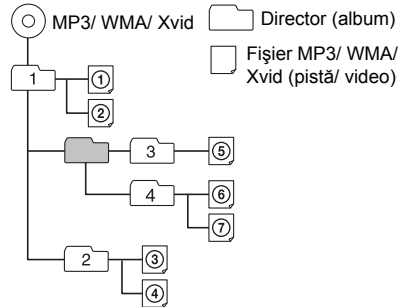 MP3/ WMA/ Xvid
Director (album)
Fişier MP3/ WMA/
Xvid (pistă/ video)
1
①
②
3
⑤
4
⑥
⑦
2
③
④